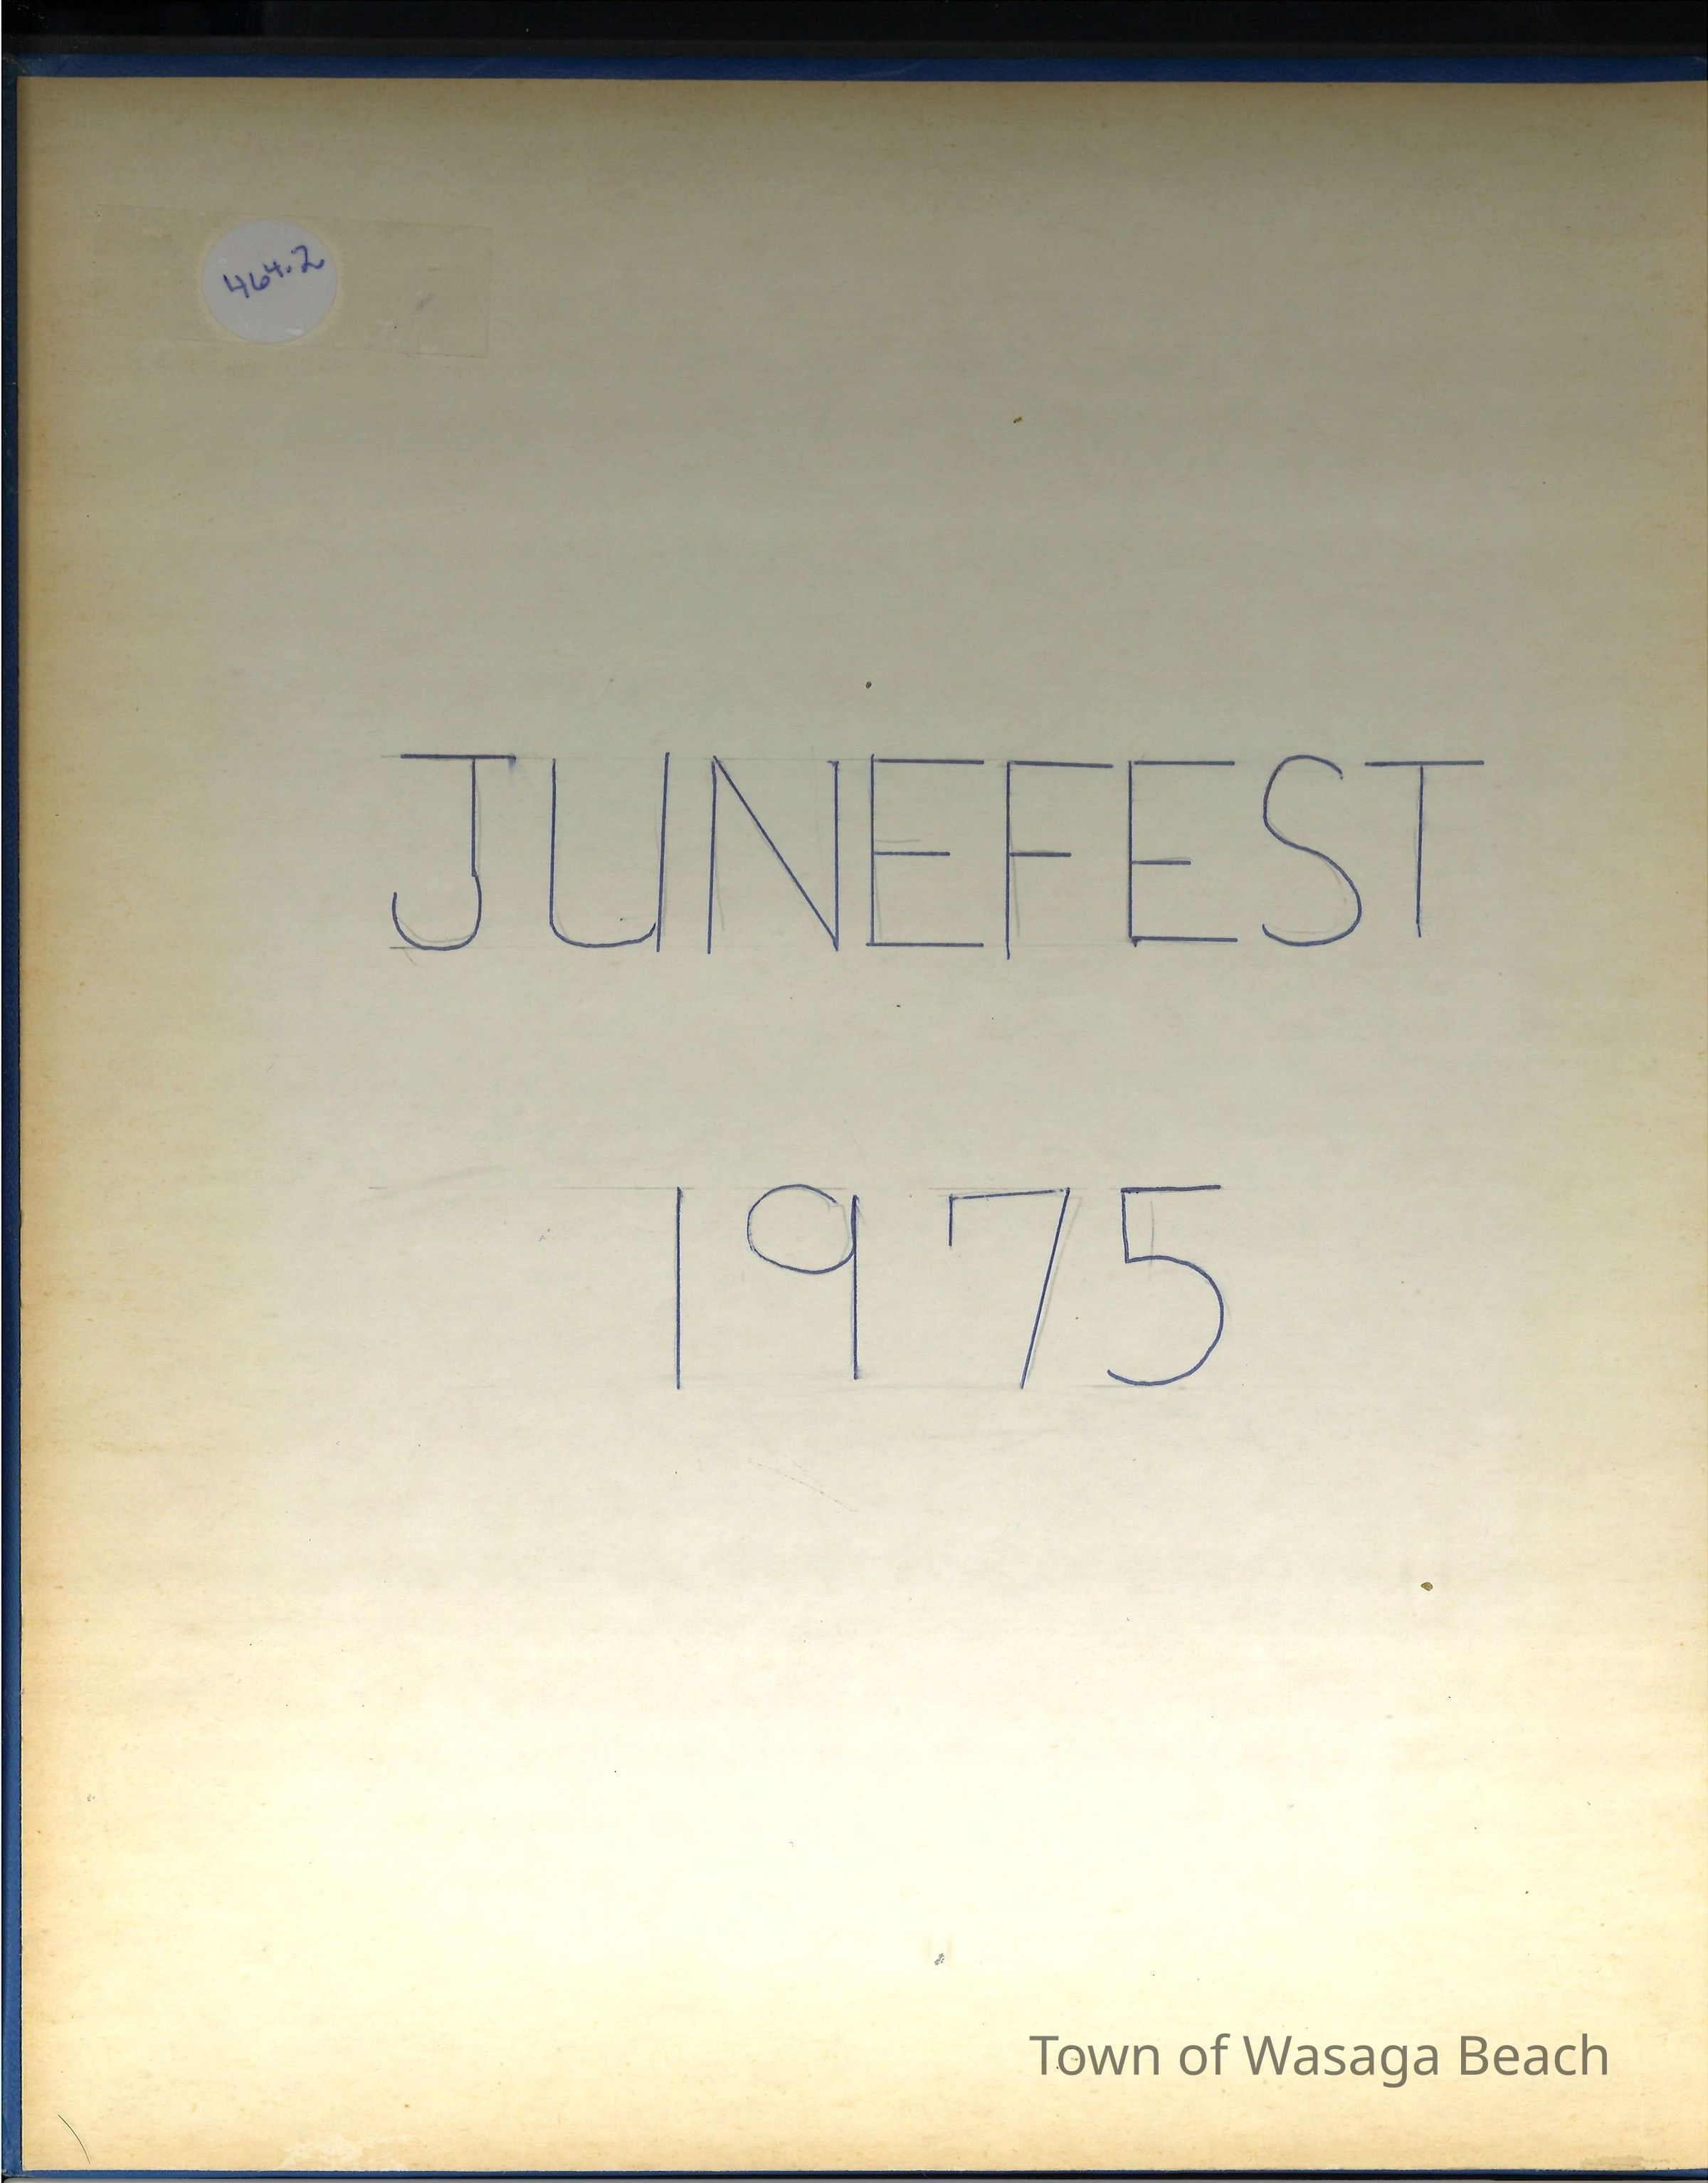 464.2
JUNEFEST
1975
Town of Wasaga Beach